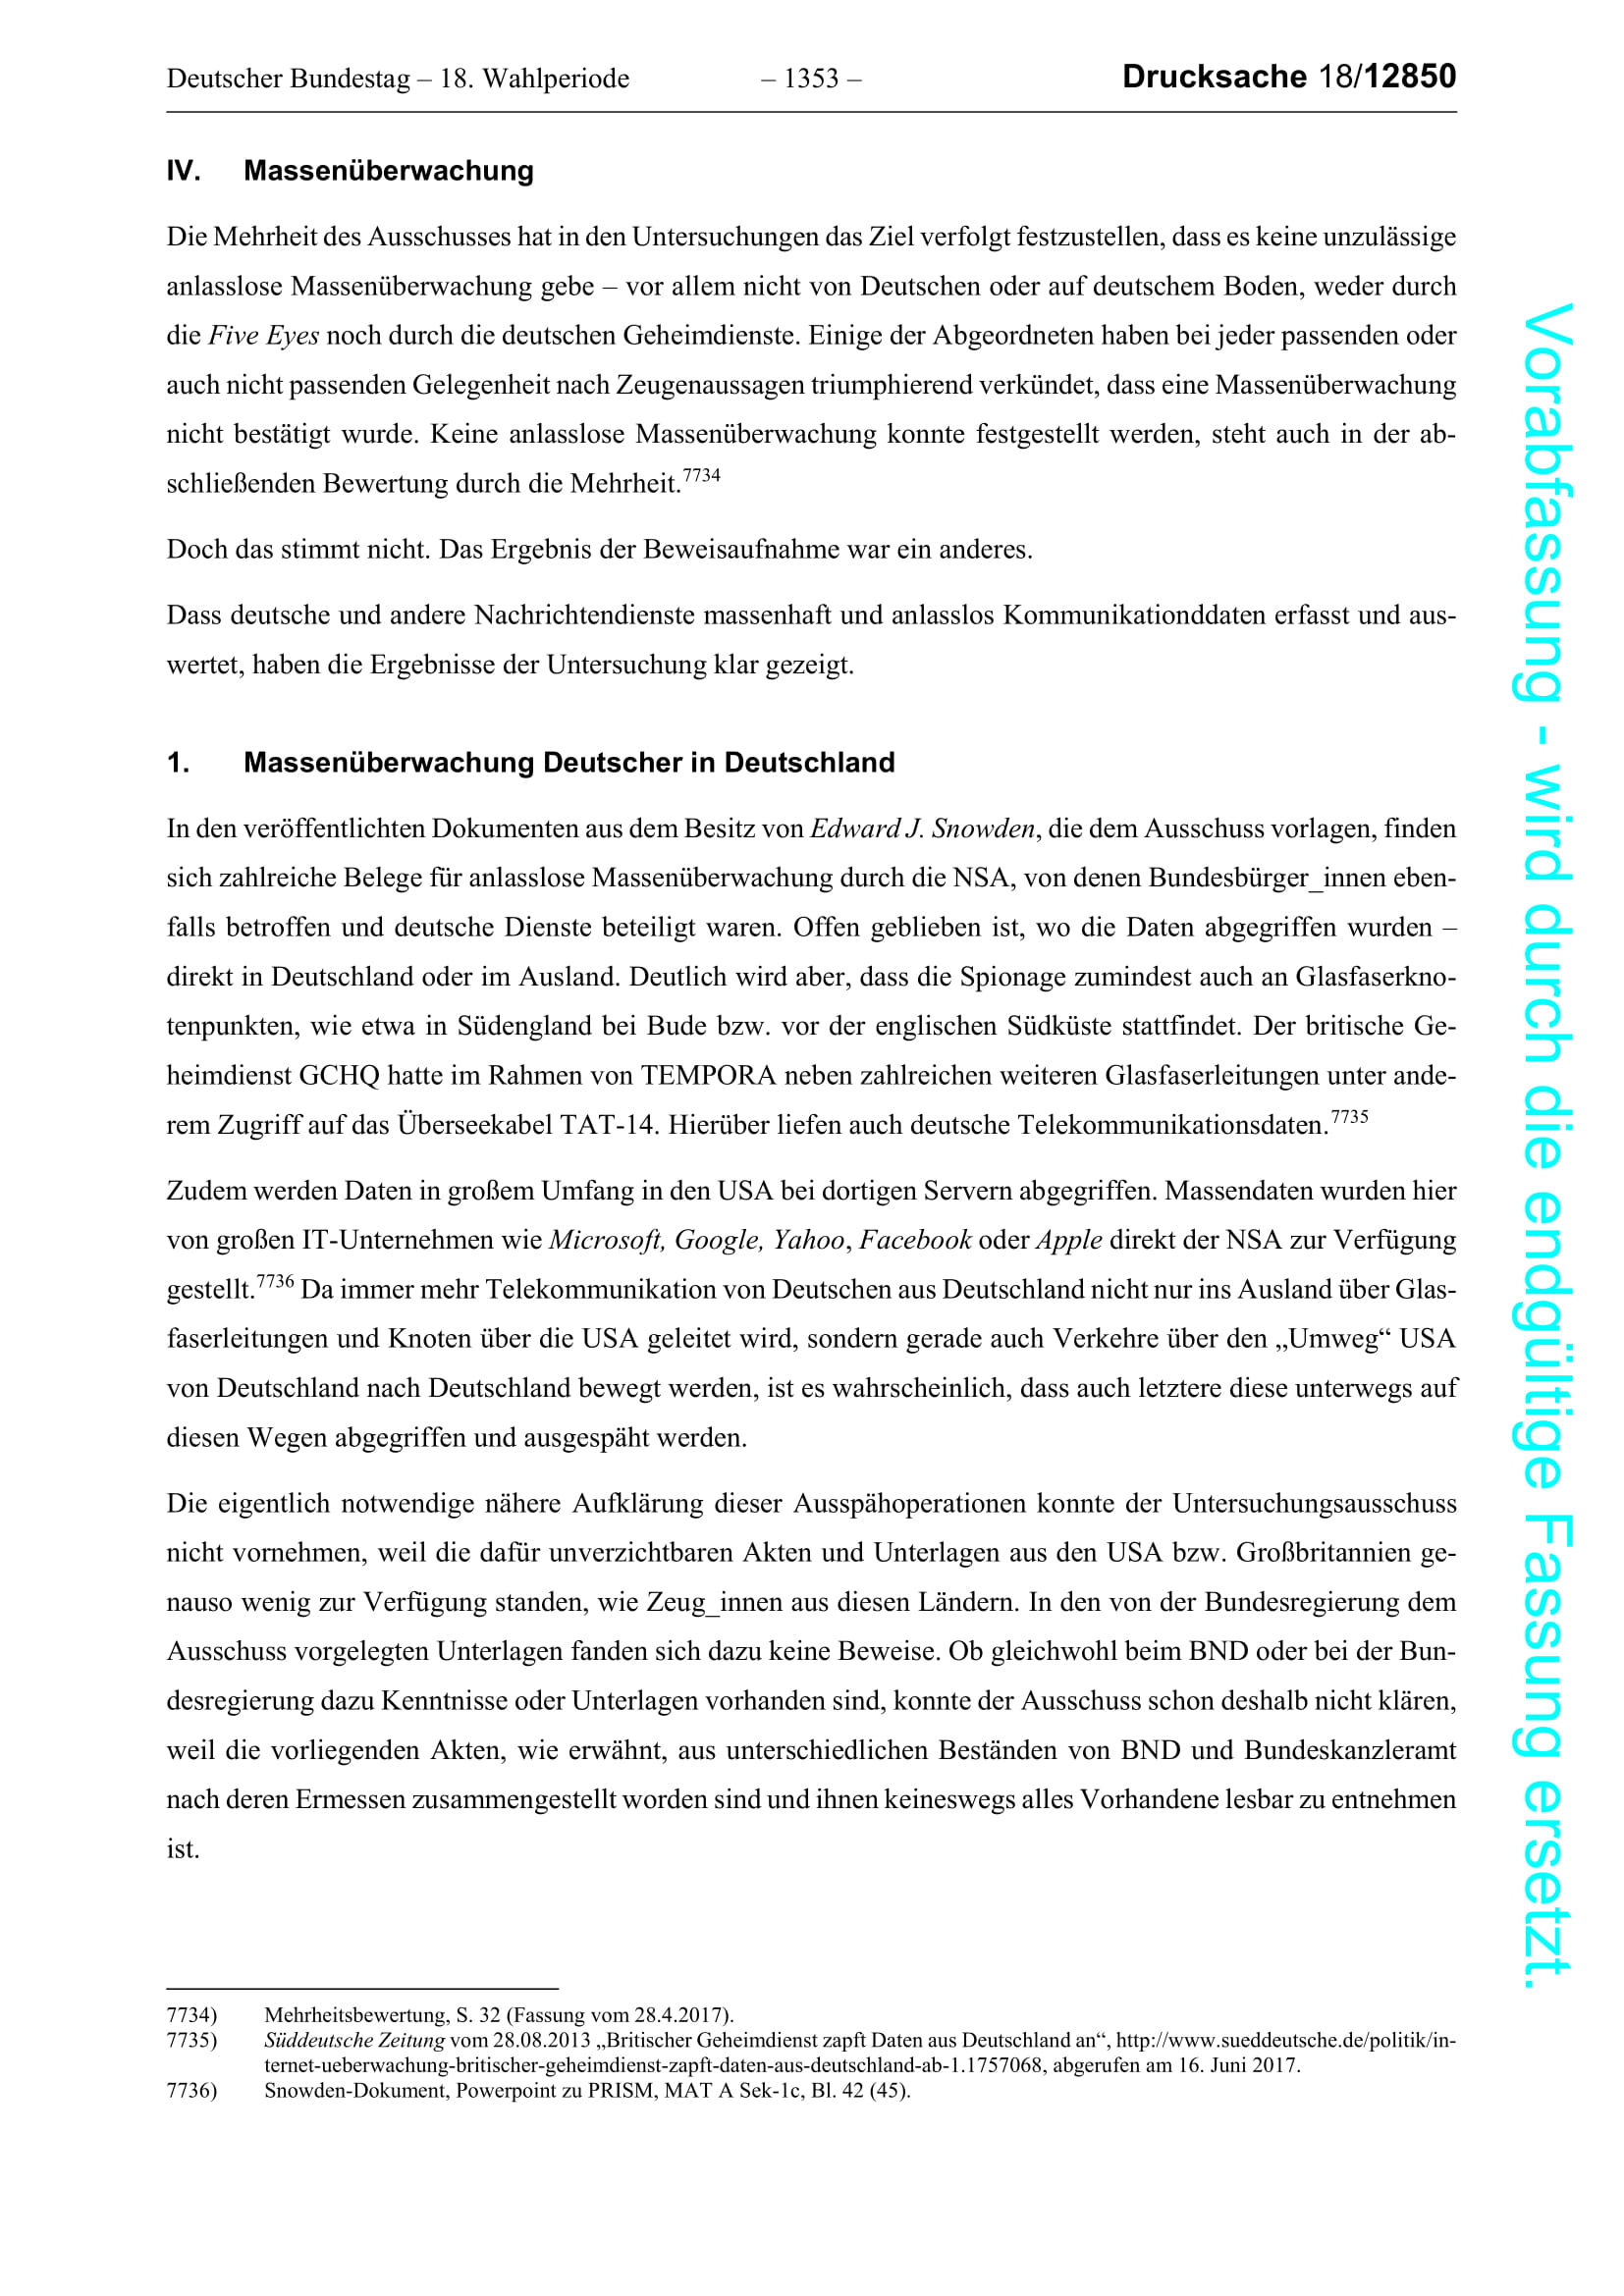 Deutscher Bundestag – 18. Wahlperiode – 1353 – Drucksache 18/12850
IV. Massenüberwachung
Die Mehrheit des Ausschusses hat in den Untersuchungen das Ziel verfolgt festzustellen, dass es keine unzulässige
anlasslose Massenüberwachung gebe – vor allem nicht von Deutschen oder auf deutschem Boden, weder durch
die Five Eyes noch durch die deutschen Geheimdienste. Einige der Abgeordneten haben bei jeder passenden oder
auch nicht passenden Gelegenheit nach Zeugenaussagen triumphierend verkündet, dass eine Massenüberwachung
nicht bestätigt wurde. Keine anlasslose Massenüberwachung konnte festgestellt werden, steht auch in der ab-
schließenden Bewertung durch die Mehrheit.7734
Doch das stimmt nicht. Das Ergebnis der Beweisaufnahme war ein anderes.
Dass deutsche und andere Nachrichtendienste massenhaft und anlasslos Kommunikationddaten erfasst und aus-
wertet, haben die Ergebnisse der Untersuchung klar gezeigt.
1. Massenüberwachung Deutscher in Deutschland
In den veröffentlichten Dokumenten aus dem Besitz von Edward J. Snowden, die dem Ausschuss vorlagen, finden
sich zahlreiche Belege für anlasslose Massenüberwachung durch die NSA, von denen Bundesbürger_innen eben-
falls betroffen und deutsche Dienste beteiligt waren. Offen geblieben ist, wo die Daten abgegriffen wurden –
direkt in Deutschland oder im Ausland. Deutlich wird aber, dass die Spionage zumindest auch an Glasfaserkno-
tenpunkten, wie etwa in Südengland bei Bude bzw. vor der englischen Südküste stattfindet. Der britische Ge-
heimdienst GCHQ hatte im Rahmen von TEMPORA neben zahlreichen weiteren Glasfaserleitungen unter ande-
rem Zugriff auf das Überseekabel TAT-14. Hierüber liefen auch deutsche Telekommunikationsdaten.7735
Zudem werden Daten in großem Umfang in den USA bei dortigen Servern abgegriffen. Massendaten wurden hier
von großen IT-Unternehmen wie Microsoft, Google, Yahoo, Facebook oder Apple direkt der NSA zur Verfügung
gestellt.7736 Da immer mehr Telekommunikation von Deutschen aus Deutschland nicht nur ins Ausland über Glas-
faserleitungen und Knoten über die USA geleitet wird, sondern gerade auch Verkehre über den „Umweg“ USA
von Deutschland nach Deutschland bewegt werden, ist es wahrscheinlich, dass auch letztere diese unterwegs auf
diesen Wegen abgegriffen und ausgespäht werden.
Die eigentlich notwendige nähere Aufklärung dieser Ausspähoperationen konnte der Untersuchungsausschuss
nicht vornehmen, weil die dafür unverzichtbaren Akten und Unterlagen aus den USA bzw. Großbritannien ge-
nauso wenig zur Verfügung standen, wie Zeug_innen aus diesen Ländern. In den von der Bundesregierung dem
Ausschuss vorgelegten Unterlagen fanden sich dazu keine Beweise. Ob gleichwohl beim BND oder bei der Bun-
desregierung dazu Kenntnisse oder Unterlagen vorhanden sind, konnte der Ausschuss schon deshalb nicht klären,
weil die vorliegenden Akten, wie erwähnt, aus unterschiedlichen Beständen von BND und Bundeskanzleramt
nach deren Ermessen zusammengestellt worden sind und ihnen keineswegs alles Vorhandene lesbar zu entnehmen
ist.
7734) Mehrheitsbewertung, S. 32 (Fassung vom 28.4.2017).
7735) Süddeutsche Zeitung vom 28.08.2013 „Britischer Geheimdienst zapft Daten aus Deutschland an“, http://www.sueddeutsche.de/politik/in-
ternet-ueberwachung-britischer-geheimdienst-zapft-daten-aus-deutschland-ab-1.1757068, abgerufen am 16. Juni 2017.
7736) Snowden-Dokument, Powerpoint zu PRISM, MAT A Sek-1c, Bl. 42 (45).
Vorabfassung - wird durch die endgültige Fassung ersetzt.